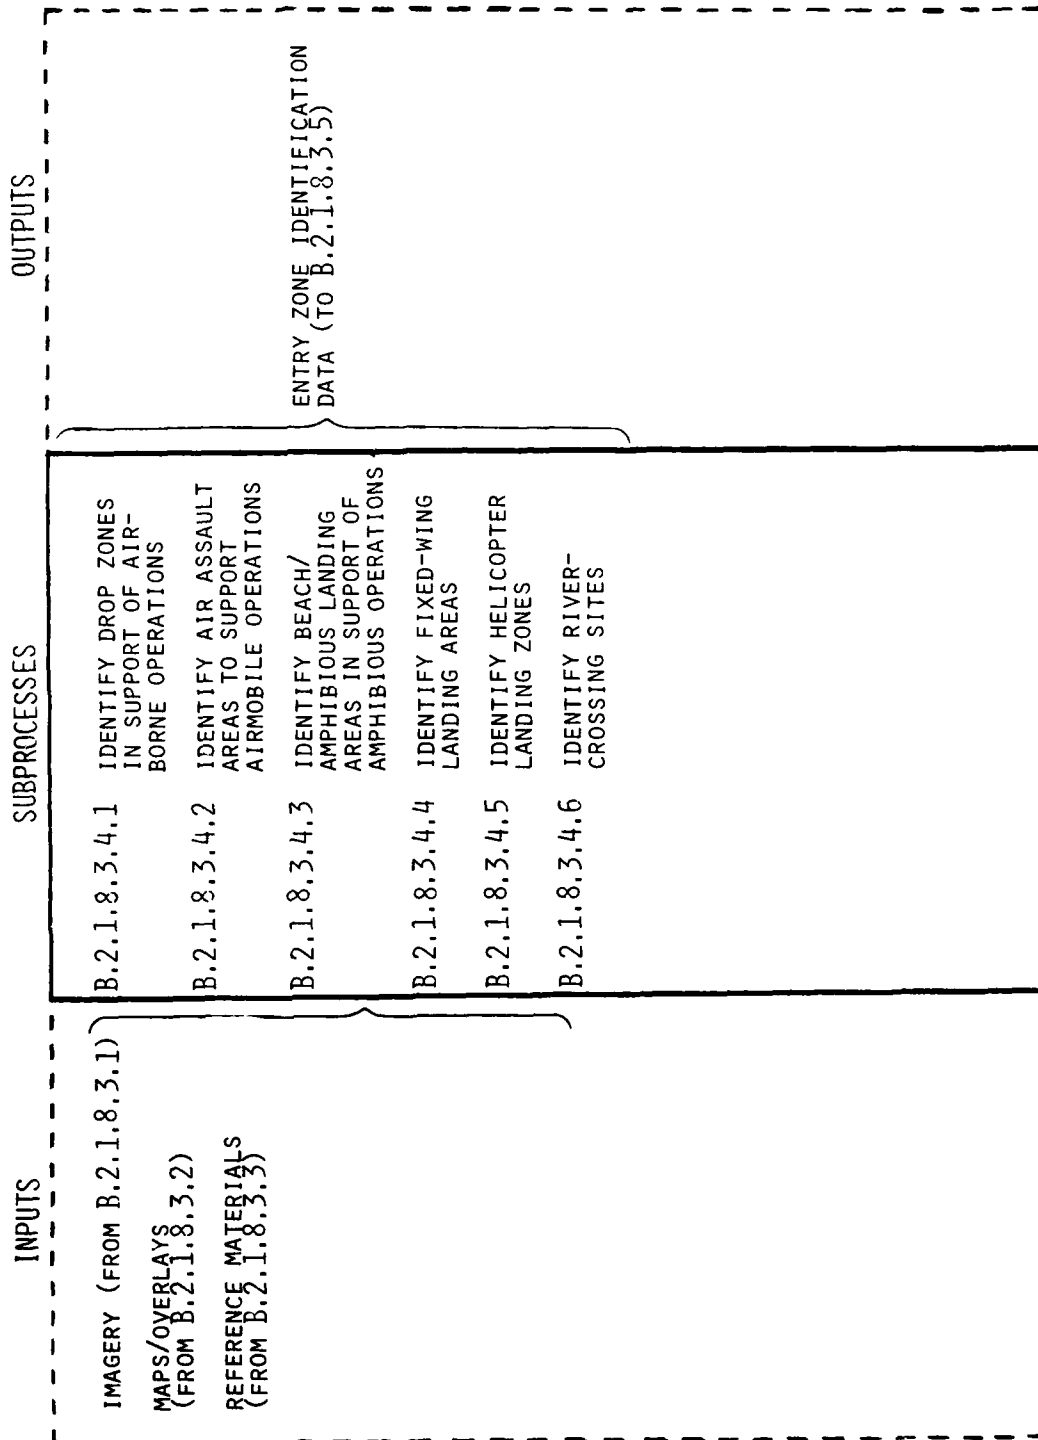 INPUTS
IMAGERY (FROM B.2.1.8.3.1)
MAPS/OVERLAYS
(FROM B.2.1.8.3.2)
REFERENCE MATERIALS
(FROM B.2.1.8.3.3)
SUBPROCESSES
B.2.1.8.3.4.1 IDENTIFY DROP ZONES
IN SUPPORT OF AIR-
BORNE OPERATIONS
B.2.1.8.3.4.2 IDENTIFY AIR ASSAULT
AREAS TO SUPPORT
AIRMOBILE OPERATIONS
B.2.1.8.3.4.3 IDENTIFY BEACH/
AMPHIBIOUS LANDING
AREAS IN SUPPORT OF
AMPHIBIOUS OPERATIONS
B.2.1.8.3.4.4 IDENTIFY FIXED-WING
LANDING AREAS
B.2.1.8.3.4.5 IDENTIFY HELICOPTER
LANDING ZONES
B.2.1.8.3.4.6 IDENTIFY RIVER-
CROSSING SITES
OUTPUTS
ENTRY ZONE IDENTIFICATION
DATA (TO B.2.1.8.3.5)